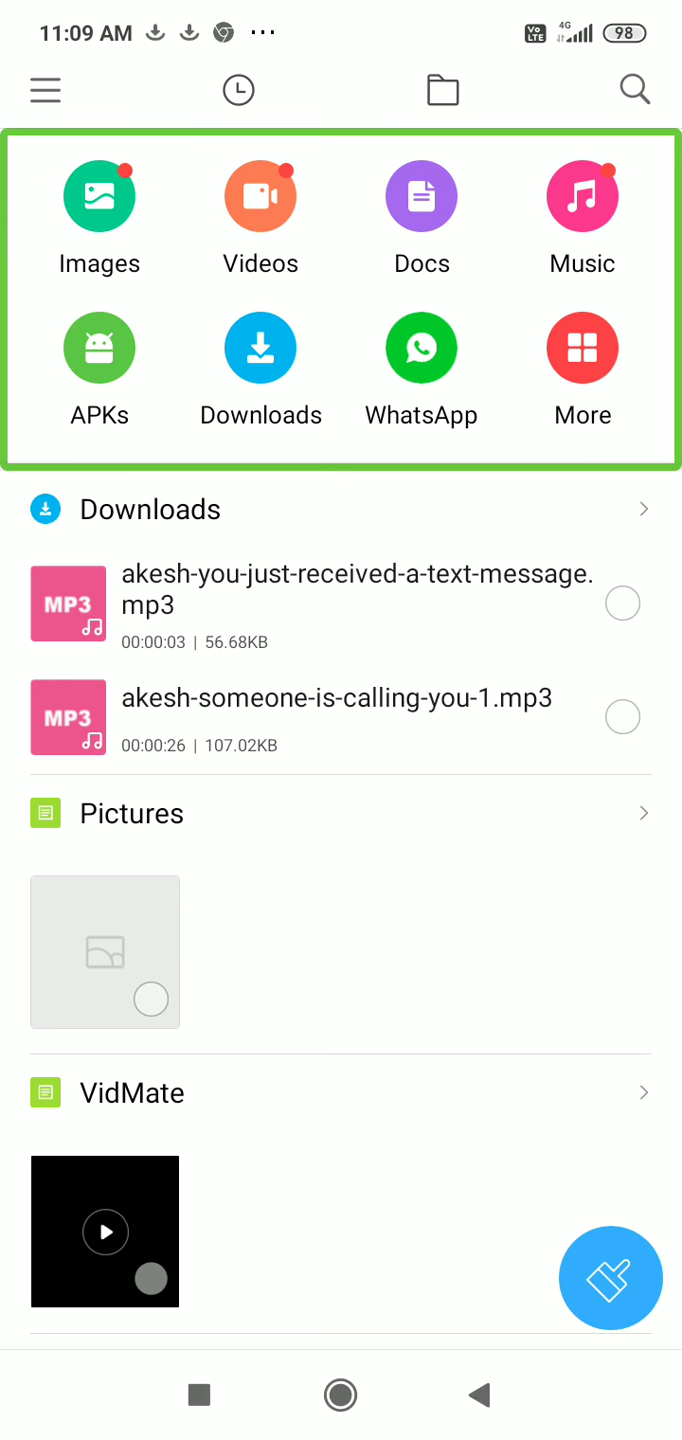 11:09 AM ... Vo LTE 4G 98
Images Videos Docs Music
APKs Downloads WhatsApp More
Downloads
akesh-you-just-received-a-text-message.
mp3
MP3
00:00:03 | 56.68KB
akesh-someone-is-calling-you-1.mp3
MP3
00:00:26 | 107.02KB
Pictures
VidMate